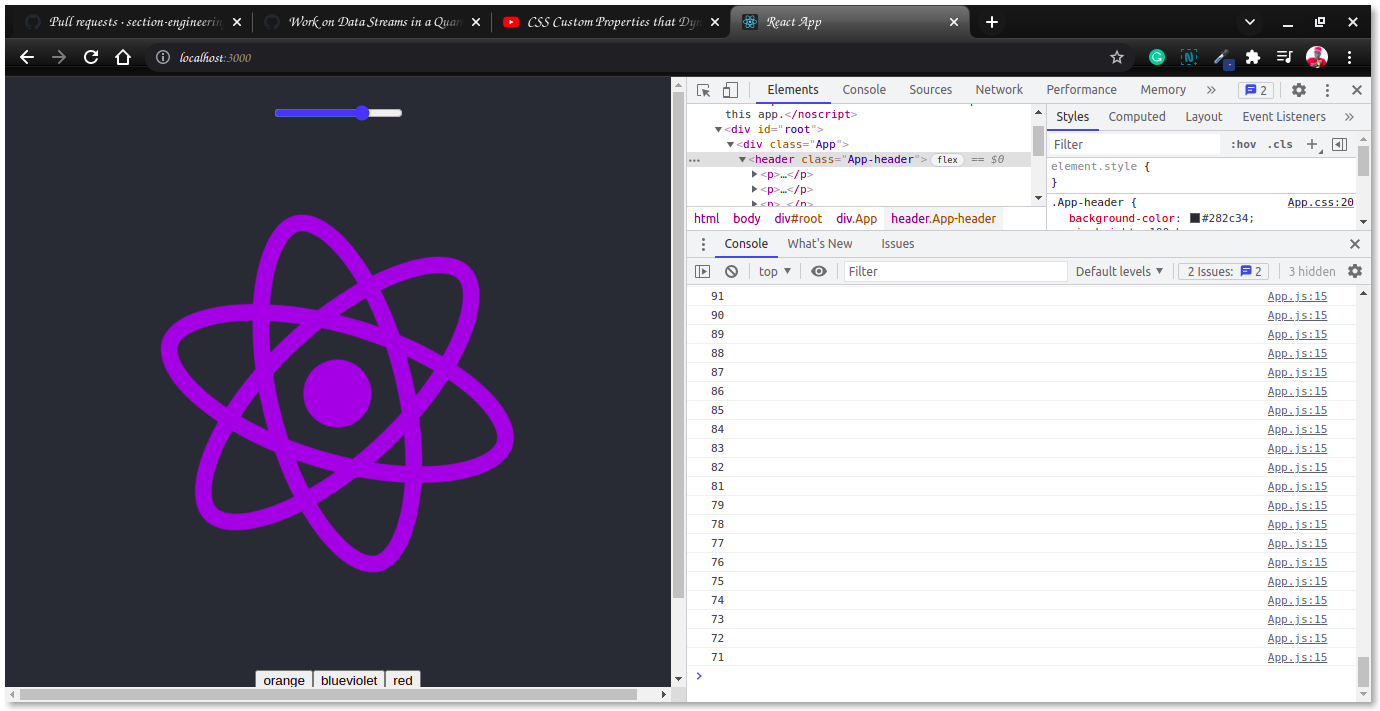 Pull requests · section-engineerin
Work on Data Streams in a Quar
CSS Custom Properties that Dyn
React App
localhost:3000
Elements Console Sources Network Performance Memory » 2
this app.</noscript>
<div id="root">
<div class="App">
<header class="App-header"> flex == $0
<p>…</p>
<p>…</p>
html body div#root div.App header.App-header
Styles Computed Layout Event Listeners »
Filter :hov .cls
element.style {
}
.App-header { App.css:20
background-color: #282c34;
Console What's New Issues
top Filter Default levels 2 Issues: 2 3 hidden
91 App.js:15
90 App.js:15
89 App.js:15
88 App.js:15
87 App.js:15
86 App.js:15
85 App.js:15
84 App.js:15
83 App.js:15
82 App.js:15
81 App.js:15
79 App.js:15
78 App.js:15
77 App.js:15
76 App.js:15
75 App.js:15
74 App.js:15
73 App.js:15
72 App.js:15
71 App.js:15
orange blueviolet red